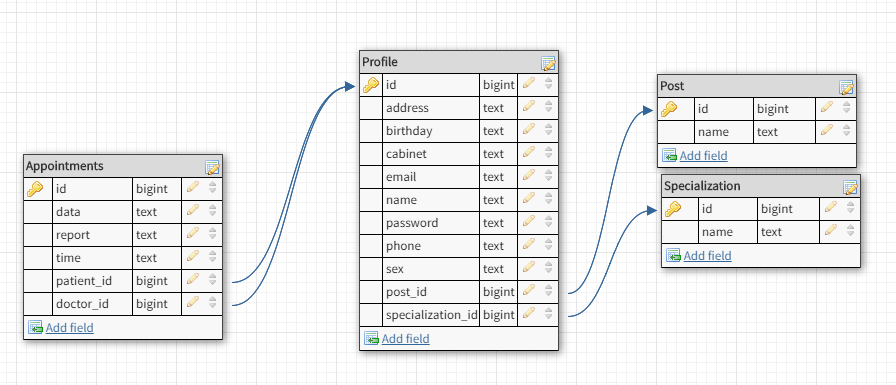 Appointments
id bigint
data text
report text
time text
patient_id bigint
doctor_id bigint
Add field
Profile
id bigint
address text
birthday text
cabinet text
email text
name text
password text
phone text
sex text
post_id bigint
specialization_id bigint
Add field
Post
id bigint
name text
Add field
Specialization
id bigint
name text
Add field